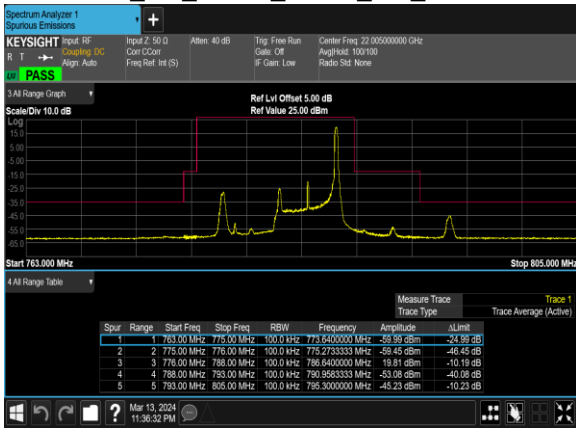 Spectrum Analyzer 1
Spurious Emissions
KEYSIGHT Input: RF Input Z: 50 Ω Atten: 40 dB Trig: Free Run Center Freq: 22.005000000 GHz
R T Coupling: DC Corr CCorr Gate: Off Avg|Hold: 100/100
Align: Auto Freq Ref: Int (S) IF Gain: Low Radio Std: None
PASS
3 All Range Graph
Ref Lvl Offset 5.00 dB
Scale/Div 10.0 dB Ref Value 25.00 dBm
Log
15.0
5.00
-5.00
-15.0
-25.0
-35.0
-45.0
-55.0
-65.0
Start 763.000 MHz Stop 805.000 MHz
4 All Range Table
Measure Trace Trace 1
Trace Type Trace Average (Active)
Spur Range Start Freq Stop Freq RBW Frequency Amplitude ΔLimit
1 1 763.00 MHz 775.00 MHz 100.0 kHz 773.6400000 MHz -59.99 dBm -24.99 dB
2 2 775.00 MHz 776.00 MHz 100.0 kHz 775.2733333 MHz -59.45 dBm -46.45 dB
3 3 776.00 MHz 788.00 MHz 100.0 kHz 786.6400000 MHz 19.81 dBm -10.19 dB
4 4 788.00 MHz 793.00 MHz 100.0 kHz 790.9583333 MHz -53.08 dBm -40.08 dB
5 5 793.00 MHz 805.00 MHz 100.0 kHz 795.3000000 MHz -45.23 dBm -10.23 dB
Mar 13, 2024
11:36:32 PM